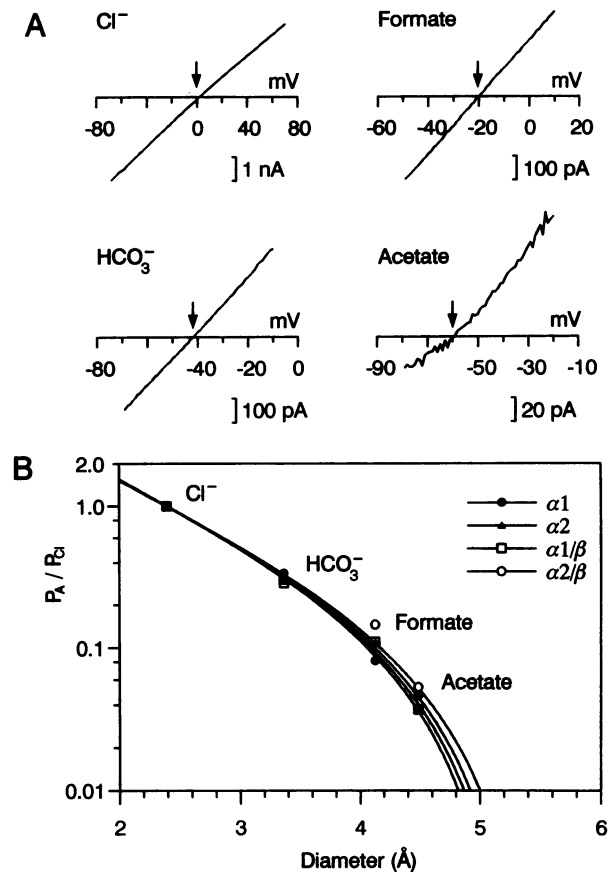 A
Cl⁻
mV
-80
-40
0
40
80
1 nA
Formate
mV
-60
-40
-20
0
20
100 pA
HCO₃⁻
mV
-80
-40
0
100 pA
Acetate
mV
-90
-50
-30
-10
20 pA
B
2.0
1.0
0.1
0.01
P_A / P_Cl
Cl⁻
HCO₃⁻
Formate
Acetate
α1
α2
α1/β
α2/β
2
3
4
5
6
Diameter (Å)